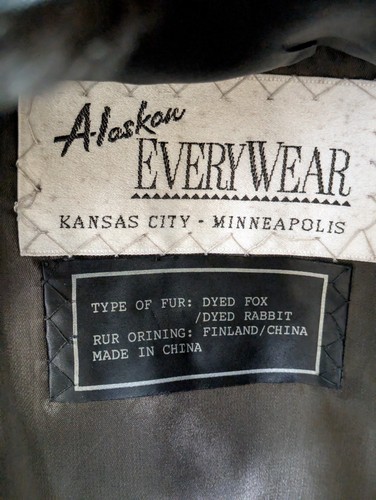 Alaskan
EVERYWEAR
KANSAS CITY - MINNEAPOLIS
TYPE OF FUR: DYED FOX
/DYED RABBIT
RUR ORINING: FINLAND/CHINA
MADE IN CHINA